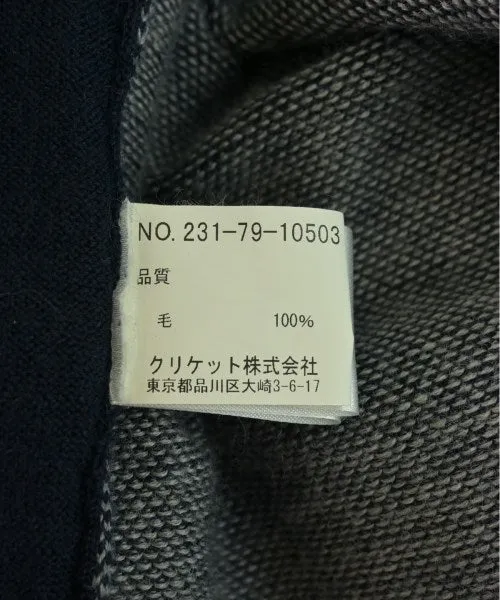 NO. 231-79-10503
品質
毛 100%
クリケット株式会社
東京都品川区大崎3-6-17